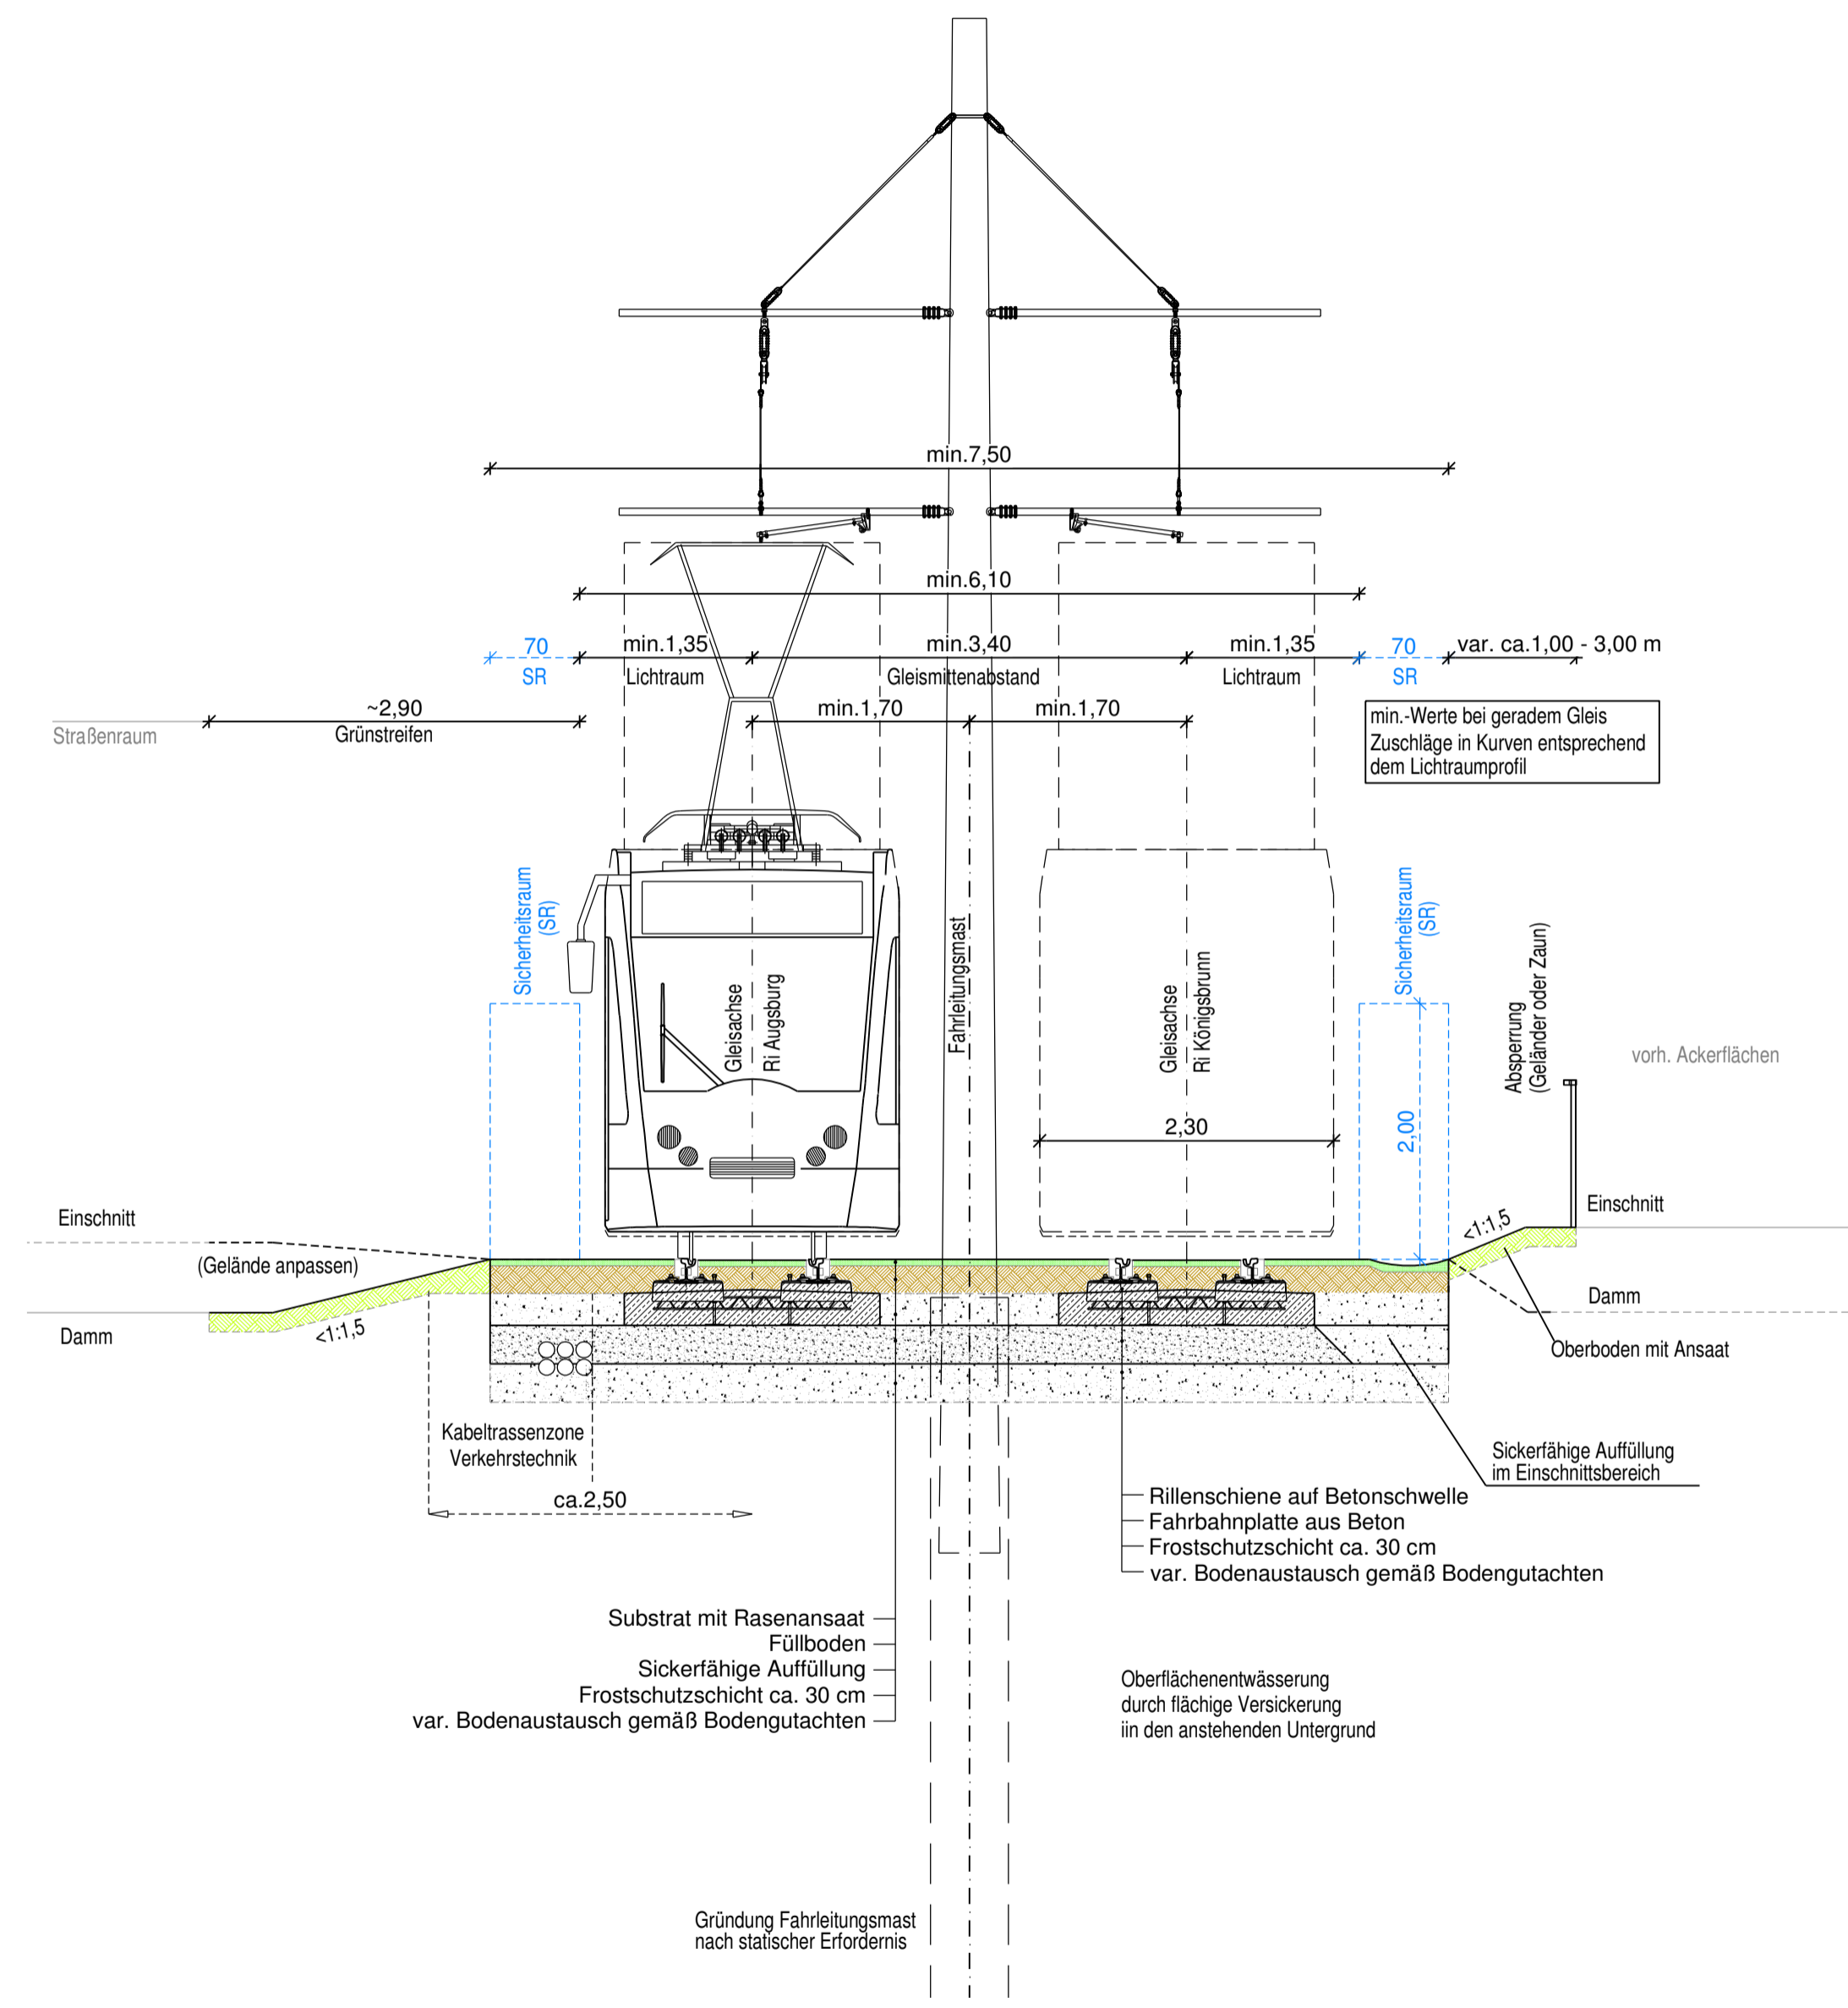 min.7,50
min.6,10
70
min.1,35
min.3,40
min.1,35
70
var. ca.1,00 - 3,00 m
SR
Lichtraum
Gleismittenabstand
Lichtraum
SR
~2,90
min.1,70
min.1,70
Straßenraum
Grünstreifen
min.-Werte bei geradem Gleis
Zuschläge in Kurven entsprechend
dem Lichtraumprofil
Sicherheitsraum
(SR)
Gleisachse
Ri Augsburg
Fahrleitungsmast
Gleisachse
Ri Königsbrunn
Sicherheitsraum
(SR)
Absperrung
(Geländer oder Zaun)
vorh. Ackerflächen
2,30
2,00
Einschnitt
<1:1,5
Einschnitt
(Gelände anpassen)
Damm
<1:1,5
Damm
Oberboden mit Ansaat
Kabeltrassenzone
Verkehrstechnik
ca.2,50
Sickerfähige Auffüllung
im Einschnittsbereich
Rillenschiene auf Betonschwelle
Fahrbahnplatte aus Beton
Frostschutzschicht ca. 30 cm
var. Bodenaustausch gemäß Bodengutachten
Substrat mit Rasenansaat
Füllboden
Sickerfähige Auffüllung
Frostschutzschicht ca. 30 cm
var. Bodenaustausch gemäß Bodengutachten
Oberflächenentwässerung
durch flächige Versickerung
iin den anstehenden Untergrund
Gründung Fahrleitungsmast
nach statischer Erfordernis